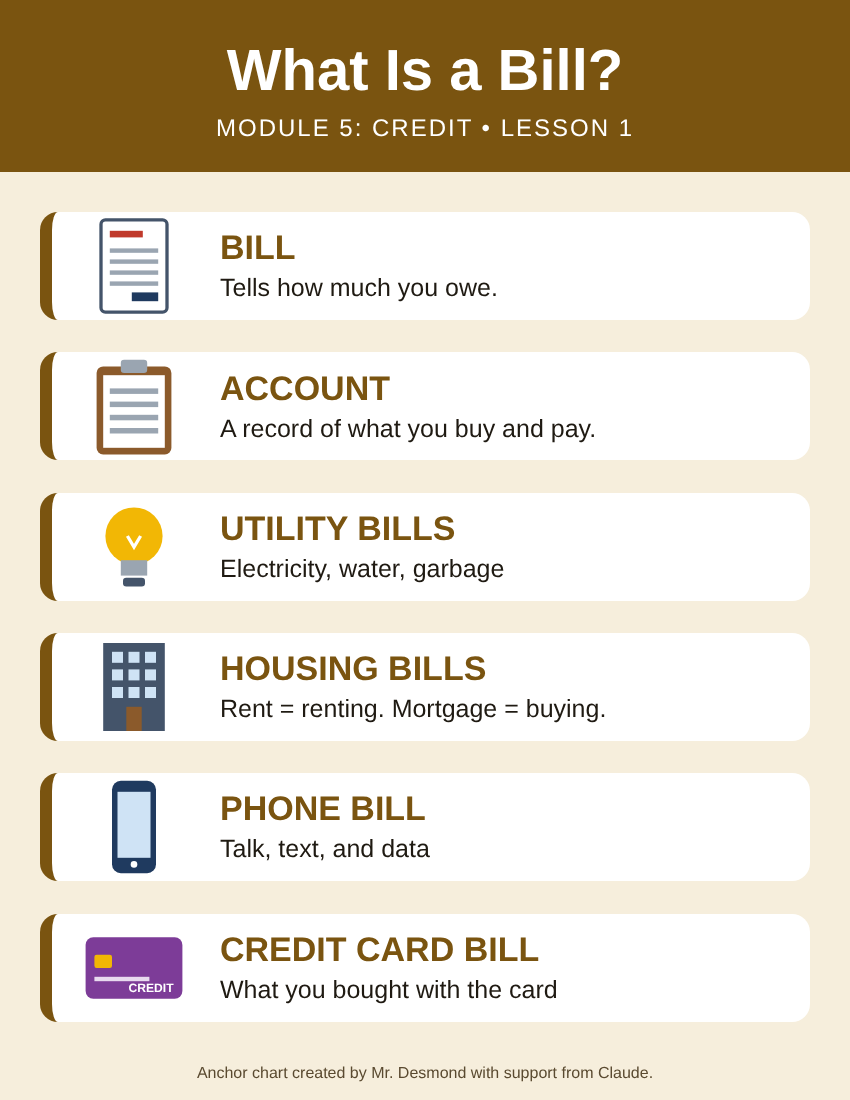 What Is a Bill?
MODULE 5: CREDIT • LESSON 1
BILL
Tells how much you owe.
ACCOUNT
A record of what you buy and pay.
UTILITY BILLS
Electricity, water, garbage
HOUSING BILLS
Rent = renting. Mortgage = buying.
PHONE BILL
Talk, text, and data
CREDIT
CREDIT CARD BILL
What you bought with the card
Anchor chart created by Mr. Desmond with support from Claude.